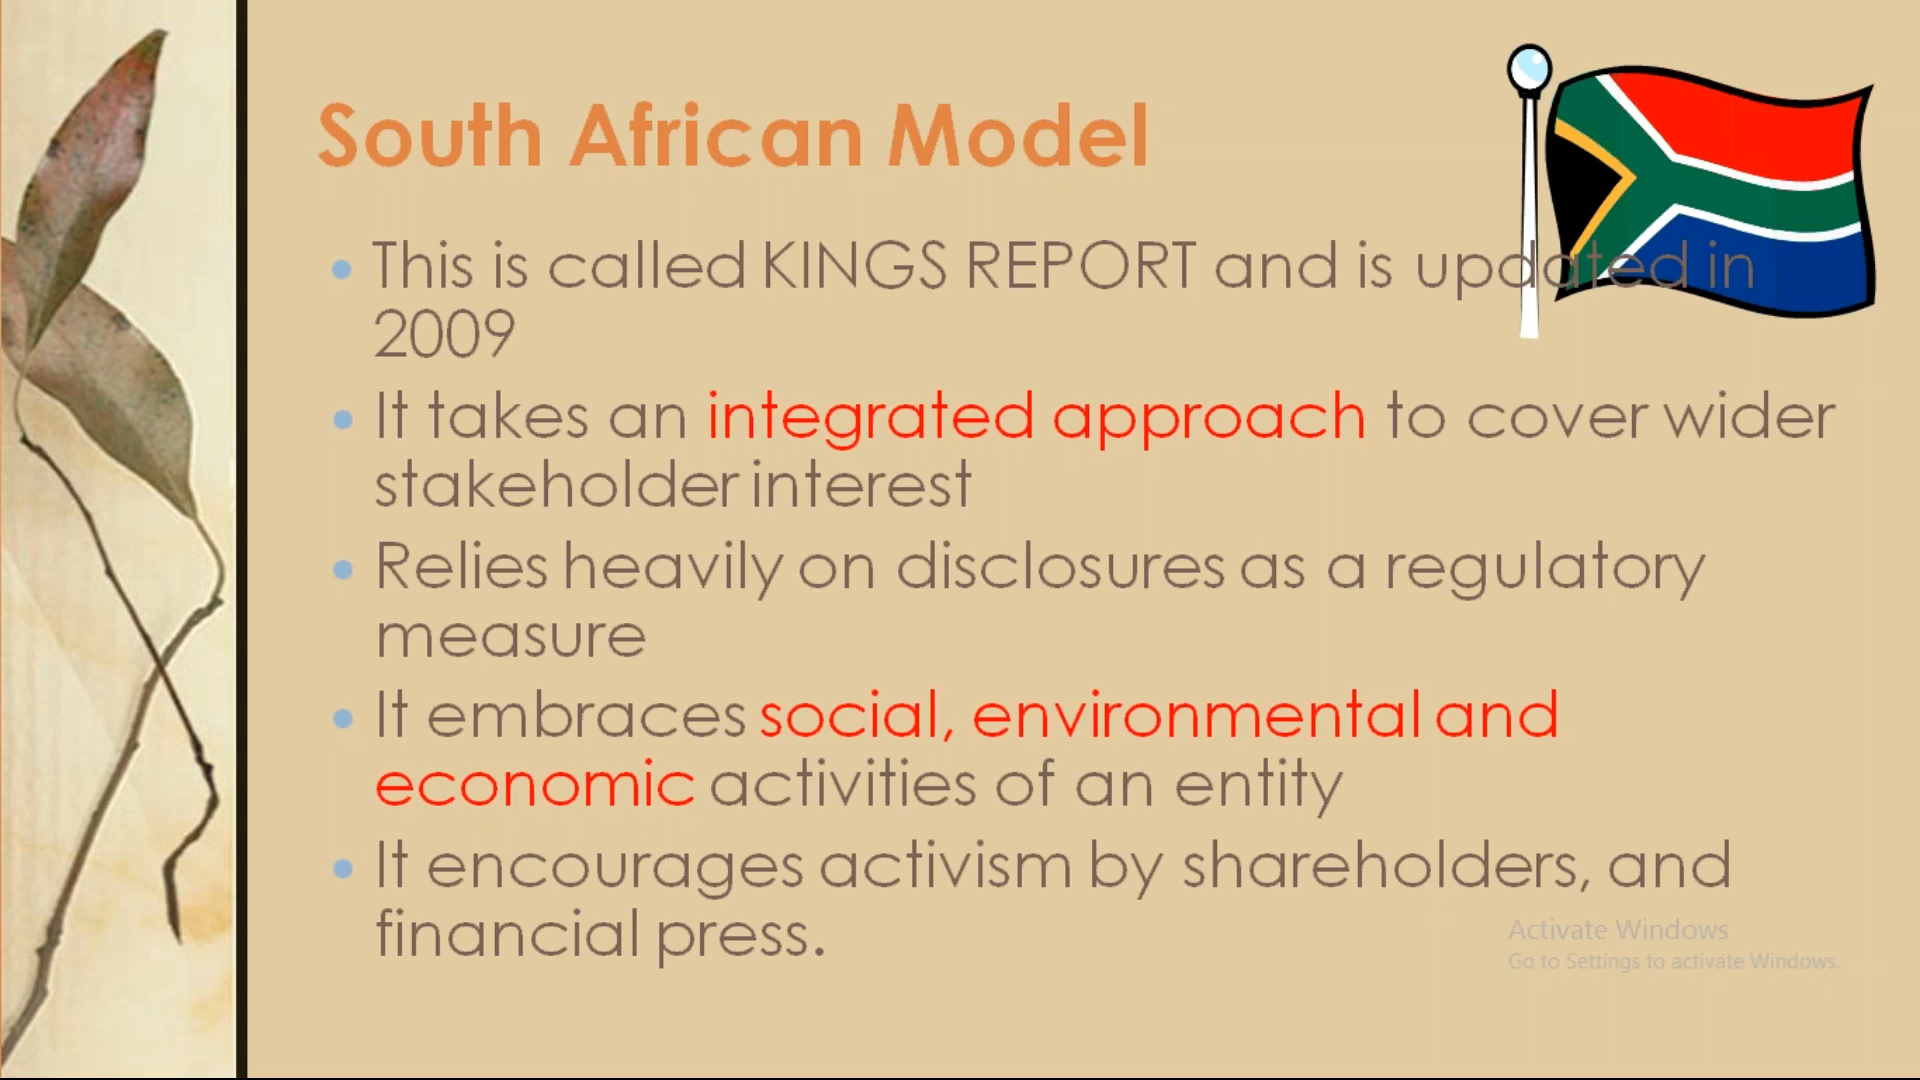 South African Model
• This is called KINGS REPORT and is updated in
2009
• It takes an integrated approach to cover wider
stakeholder interest
• Relies heavily on disclosures as a regulatory
measure
• It embraces social, environmental and
economic activities of an entity
• It encourages activism by shareholders, and
financial press.
Activate Windows
Go to Settings to activate Windows.